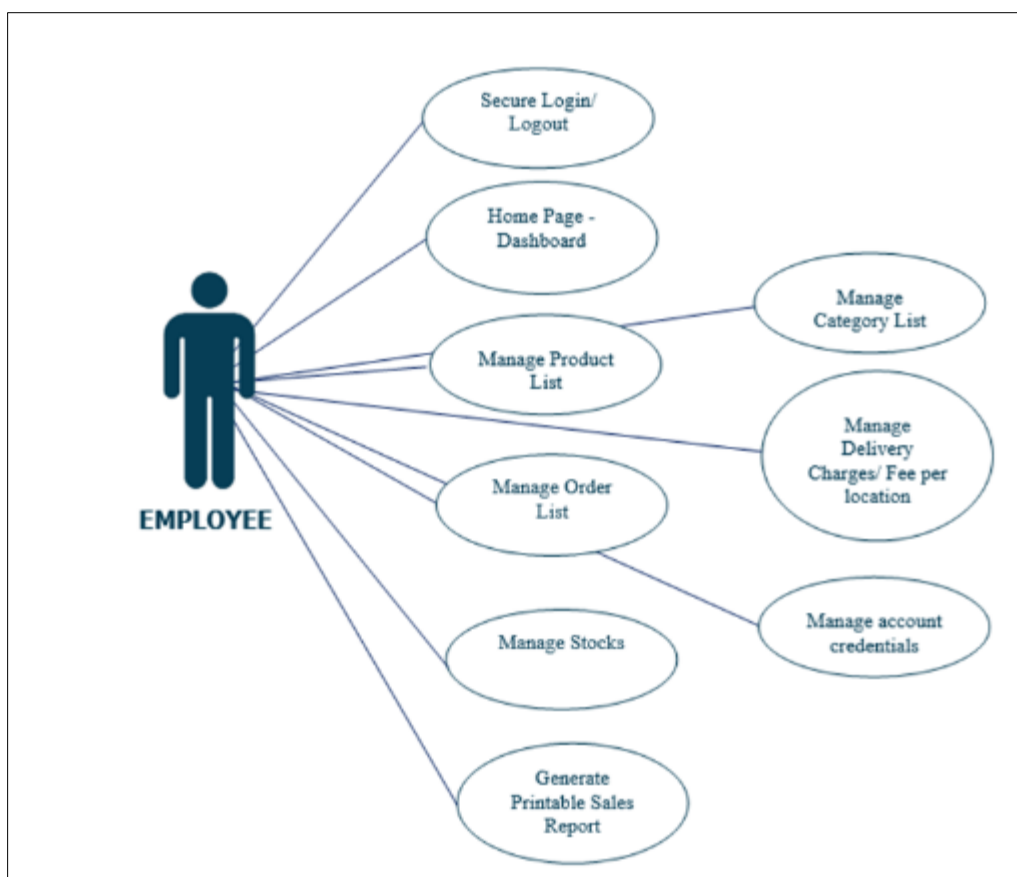 Secure Login/
Logout
Home Page -
Dashboard
Manage
Category List
Manage Product
List
Manage
Delivery
Charges/ Fee per
location
Manage Order
List
EMPLOYEE
Manage account
credentials
Manage Stocks
Generate
Printable Sales
Report